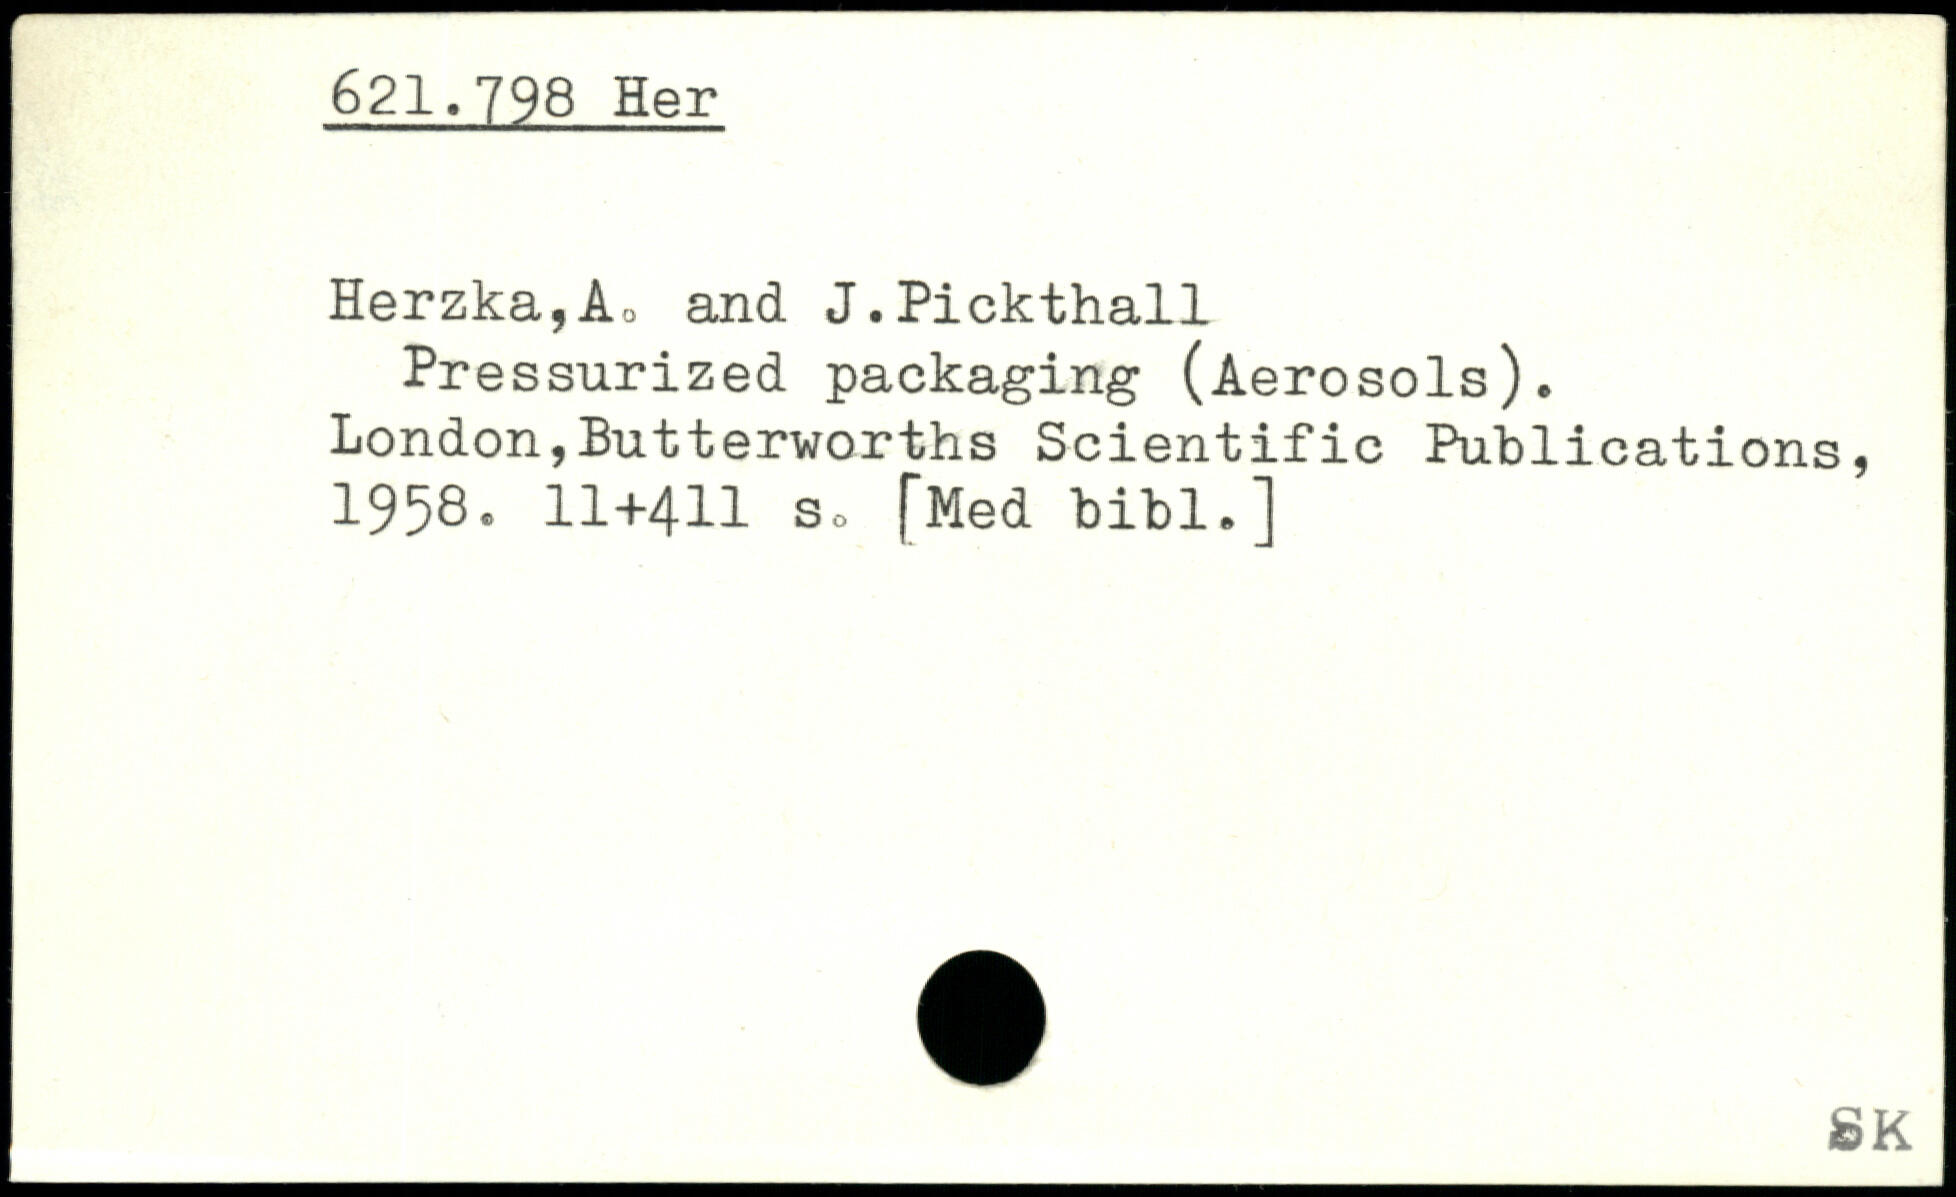 621.798 Her
Herzka,A. and J.Pickthall
Pressurized packaging (Aerosols).
London,Butterworths Scientific Publications,
1958. 11+411 s. [Med bibl.]
SK